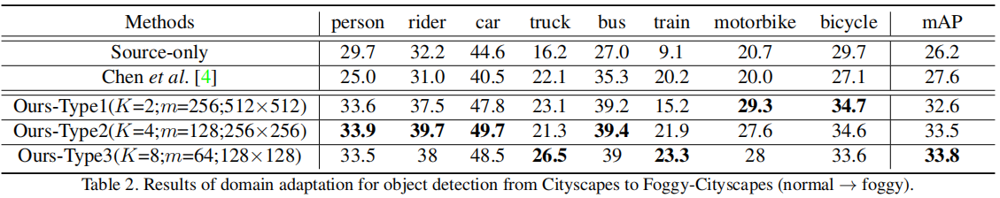 Methods person rider car truck bus train motorbike bicycle mAP
Source-only 29.7 32.2 44.6 16.2 27.0 9.1 20.7 29.7 26.2
Chen et al. [4] 25.0 31.0 40.5 22.1 35.3 20.2 20.0 27.1 27.6
Ours-Type1(K=2;m=256;512×512) 33.6 37.5 47.8 23.1 39.2 15.2 29.3 34.7 32.6
Ours-Type2(K=4;m=128;256×256) 33.9 39.7 49.7 21.3 39.4 21.9 27.6 34.6 33.5
Ours-Type3(K=8;m=64;128×128) 33.5 38 48.5 26.5 39 23.3 28 33.6 33.8
Table 2. Results of domain adaptation for object detection from Cityscapes to Foggy-Cityscapes (normal → foggy).